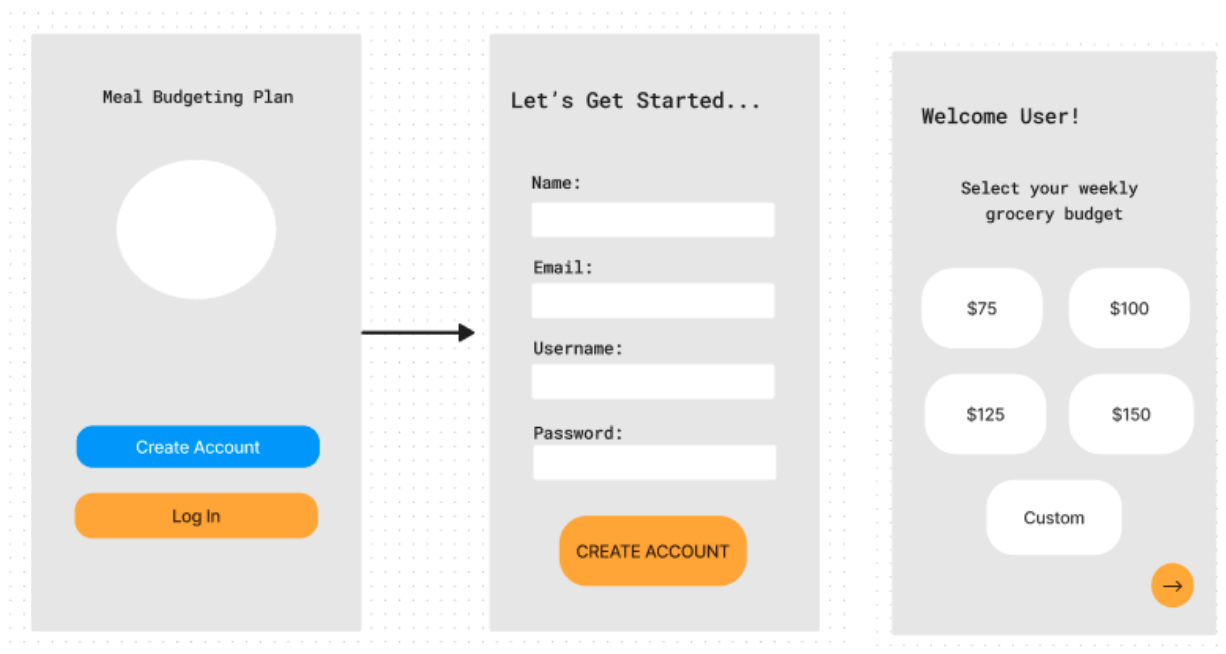 Meal Budgeting Plan
Create Account
Log In
Let's Get Started...
Name:
Email:
Username:
Password:
CREATE ACCOUNT
Welcome User!
Select your weekly
grocery budget
$75
$100
$125
$150
Custom
→